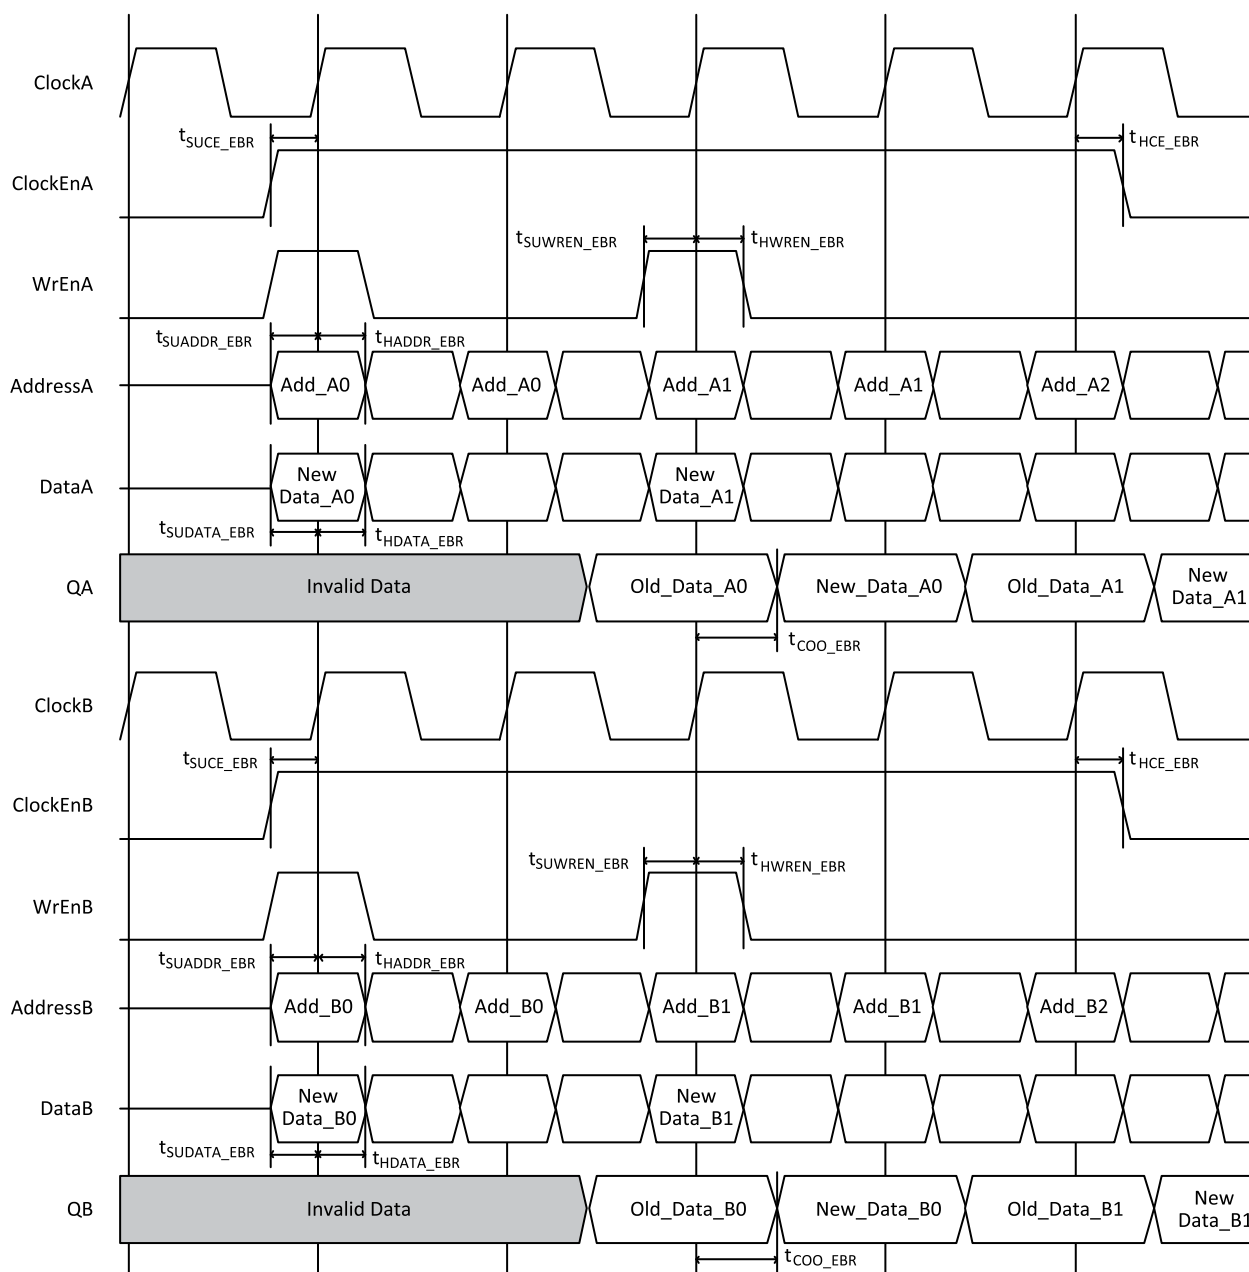 ClockA
tSUCE_EBR
tHCE_EBR
ClockEnA
tSUWREN_EBR
tHWREN_EBR
WrEnA
tSUADDR_EBR
tHADDR_EBR
AddressA
Add_A0
Add_A0
Add_A1
Add_A1
Add_A2
DataA
New
Data_A0
New
Data_A1
tSUDATA_EBR
tHDATA_EBR
QA
Invalid Data
Old_Data_A0
New_Data_A0
Old_Data_A1
New
Data_A1
tCOO_EBR
ClockB
tSUCE_EBR
tHCE_EBR
ClockEnB
tSUWREN_EBR
tHWREN_EBR
WrEnB
tSUADDR_EBR
tHADDR_EBR
AddressB
Add_B0
Add_B0
Add_B1
Add_B1
Add_B2
DataB
New
Data_B0
New
Data_B1
tSUDATA_EBR
tHDATA_EBR
QB
Invalid Data
Old_Data_B0
New_Data_B0
Old_Data_B1
New
Data_B1
tCOO_EBR